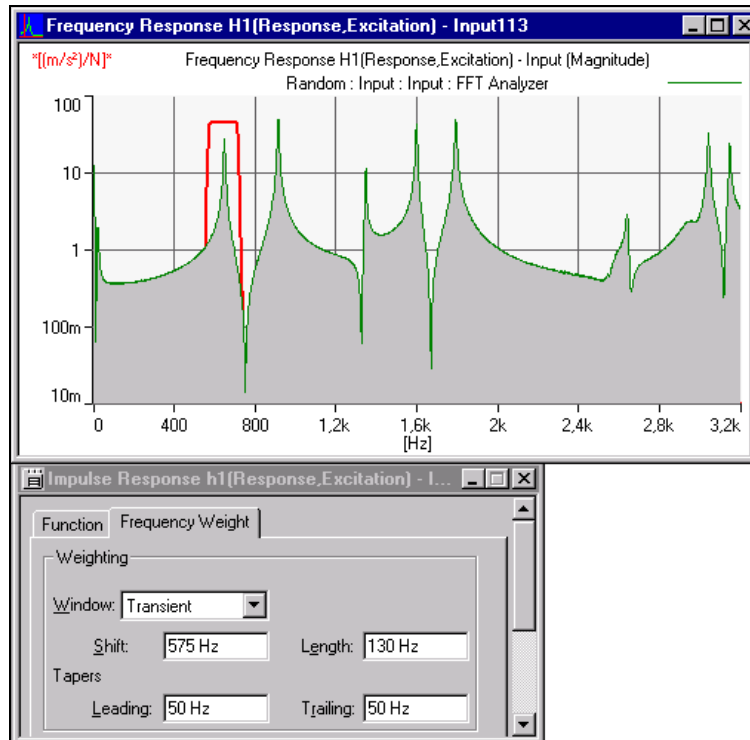 Frequency Response H1(Response,Excitation) - Input113
*[(m/s²)/N]*
Frequency Response H1(Response,Excitation) - Input (Magnitude)
Random : Input : Input : FFT Analyzer
100
10
1
100m
10m
0 400 800 1,2k 1,6k 2k 2,4k 2,8k 3,2k
[Hz]
Impulse Response h1(Response,Excitation) - I...
Function Frequency Weight
Weighting
Window: Transient
Shift: 575 Hz Length: 130 Hz
Tapers
Leading: 50 Hz Trailing: 50 Hz